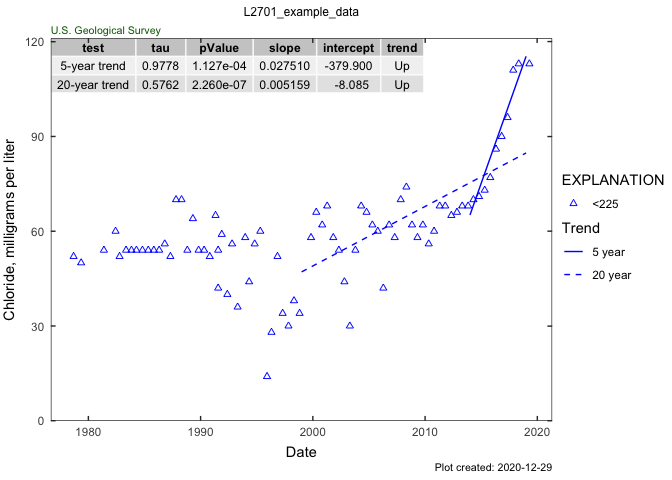 L2701_example_data
U.S. Geological Survey
test tau pValue slope intercept trend
5-year trend 0.9778 1.127e-04 0.027510 -379.900 Up
20-year trend 0.5762 2.260e-07 0.005159 -8.085 Up
120
90
60
30
0
Chloride, milligrams per liter
1980 1990 2000 2010 2020
Date
EXPLANATION
<225
Trend
5 year
20 year
Plot created: 2020-12-29